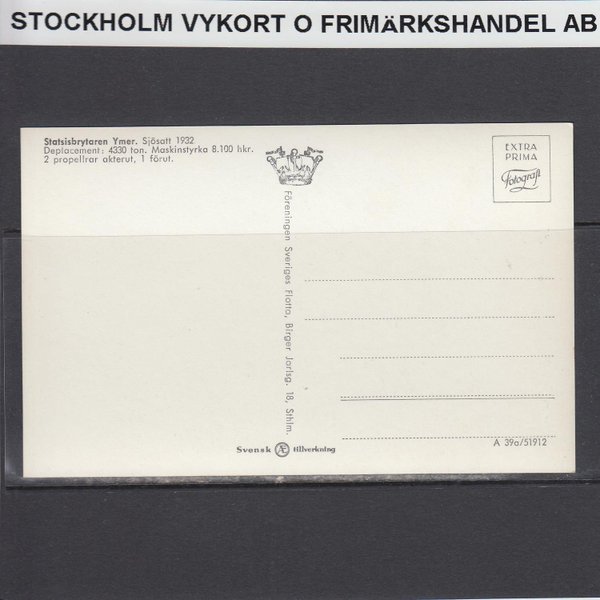 STOCKHOLM VYKORT O FRIMÄRKSHANDEL AB
Statsisbrytaren Ymer. Sjösatt 1932
Deplacement: 4330 ton. Maskinstyrka 8.100 hkr.
2 propellrar akterut, 1 förut.
EXTRA
PRIMA
Fotografi
Föreningen Sveriges Flotta, Birger Jarlsg. 18, Sthlm.
Svensk Æ tillverkning
A 39a/51912